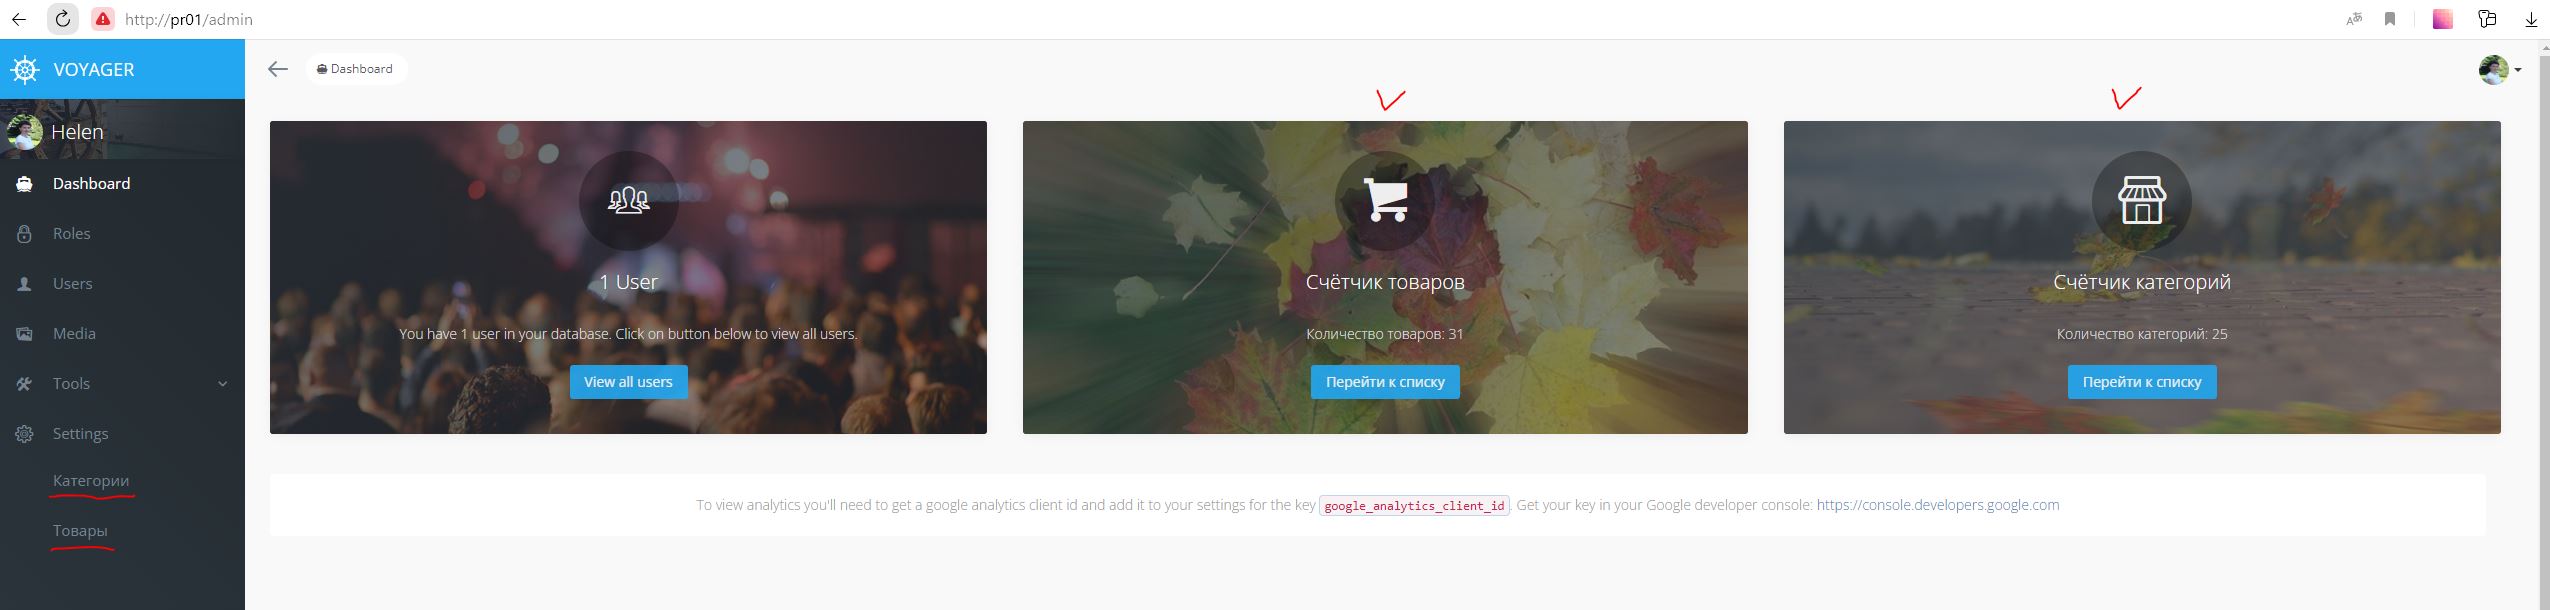 http://pr01/admin
VOYAGER
Dashboard
Helen
Dashboard
Roles
Users
Media
Tools
Settings
Категории
Товары
1 User
You have 1 user in your database. Click on button below to view all users.
View all users
Счётчик товаров
Количество товаров: 31
Перейти к списку
Счётчик категорий
Количество категорий: 25
Перейти к списку
To view analytics you'll need to get a google analytics client id and add it to your settings for the key google_analytics_client_id. Get your key in your Google developer console: https://console.developers.google.com